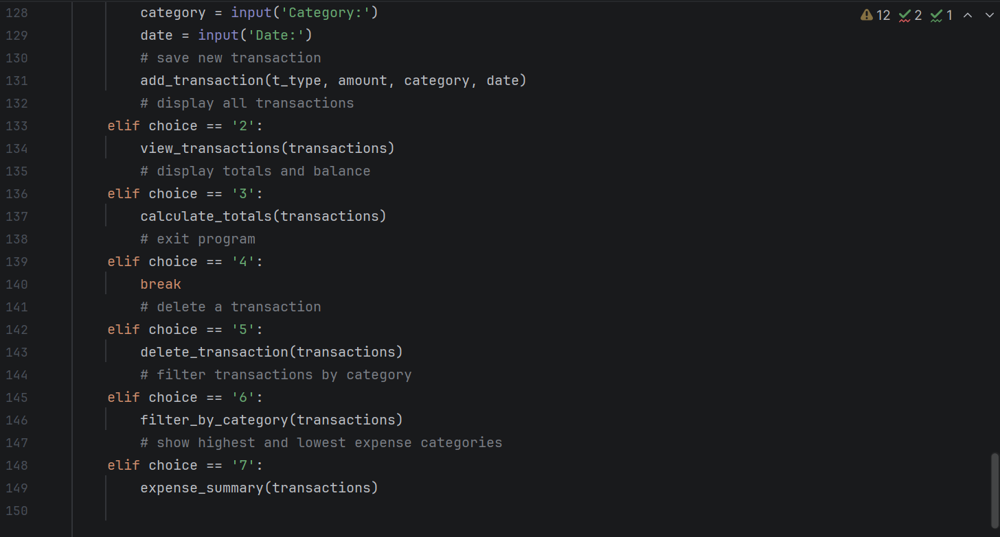 128 category = input('Category:') 12 2 1
129 date = input('Date:')
130 # save new transaction
131 add_transaction(t_type, amount, category, date)
132 # display all transactions
133 elif choice == '2':
134 view_transactions(transactions)
135 # display totals and balance
136 elif choice == '3':
137 calculate_totals(transactions)
138 # exit program
139 elif choice == '4':
140 break
141 # delete a transaction
142 elif choice == '5':
143 delete_transaction(transactions)
144 # filter transactions by category
145 elif choice == '6':
146 filter_by_category(transactions)
147 # show highest and lowest expense categories
148 elif choice == '7':
149 expense_summary(transactions)
150